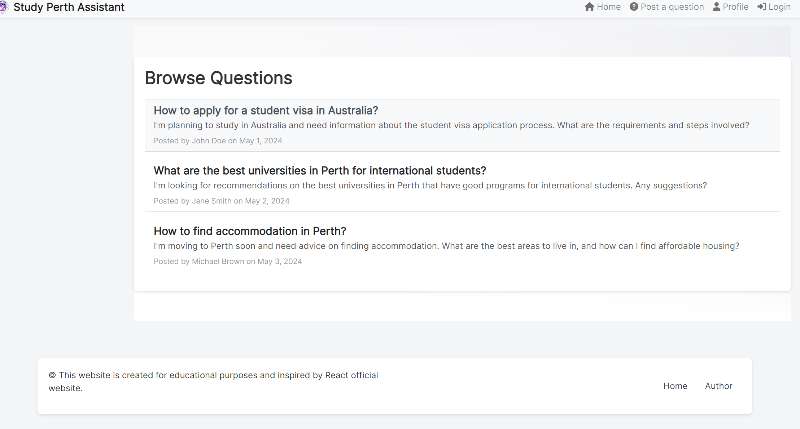 Study Perth Assistant
Home Post a question Profile Login
Browse Questions
How to apply for a student visa in Australia?
I'm planning to study in Australia and need information about the student visa application process. What are the requirements and steps involved?
Posted by John Doe on May 1, 2024
What are the best universities in Perth for international students?
I'm looking for recommendations on the best universities in Perth that have good programs for international students. Any suggestions?
Posted by Jane Smith on May 2, 2024
How to find accommodation in Perth?
I'm moving to Perth soon and need advice on finding accommodation. What are the best areas to live in, and how can I find affordable housing?
Posted by Michael Brown on May 3, 2024
© This website is created for educational purposes and inspired by React official
website.
Home Author